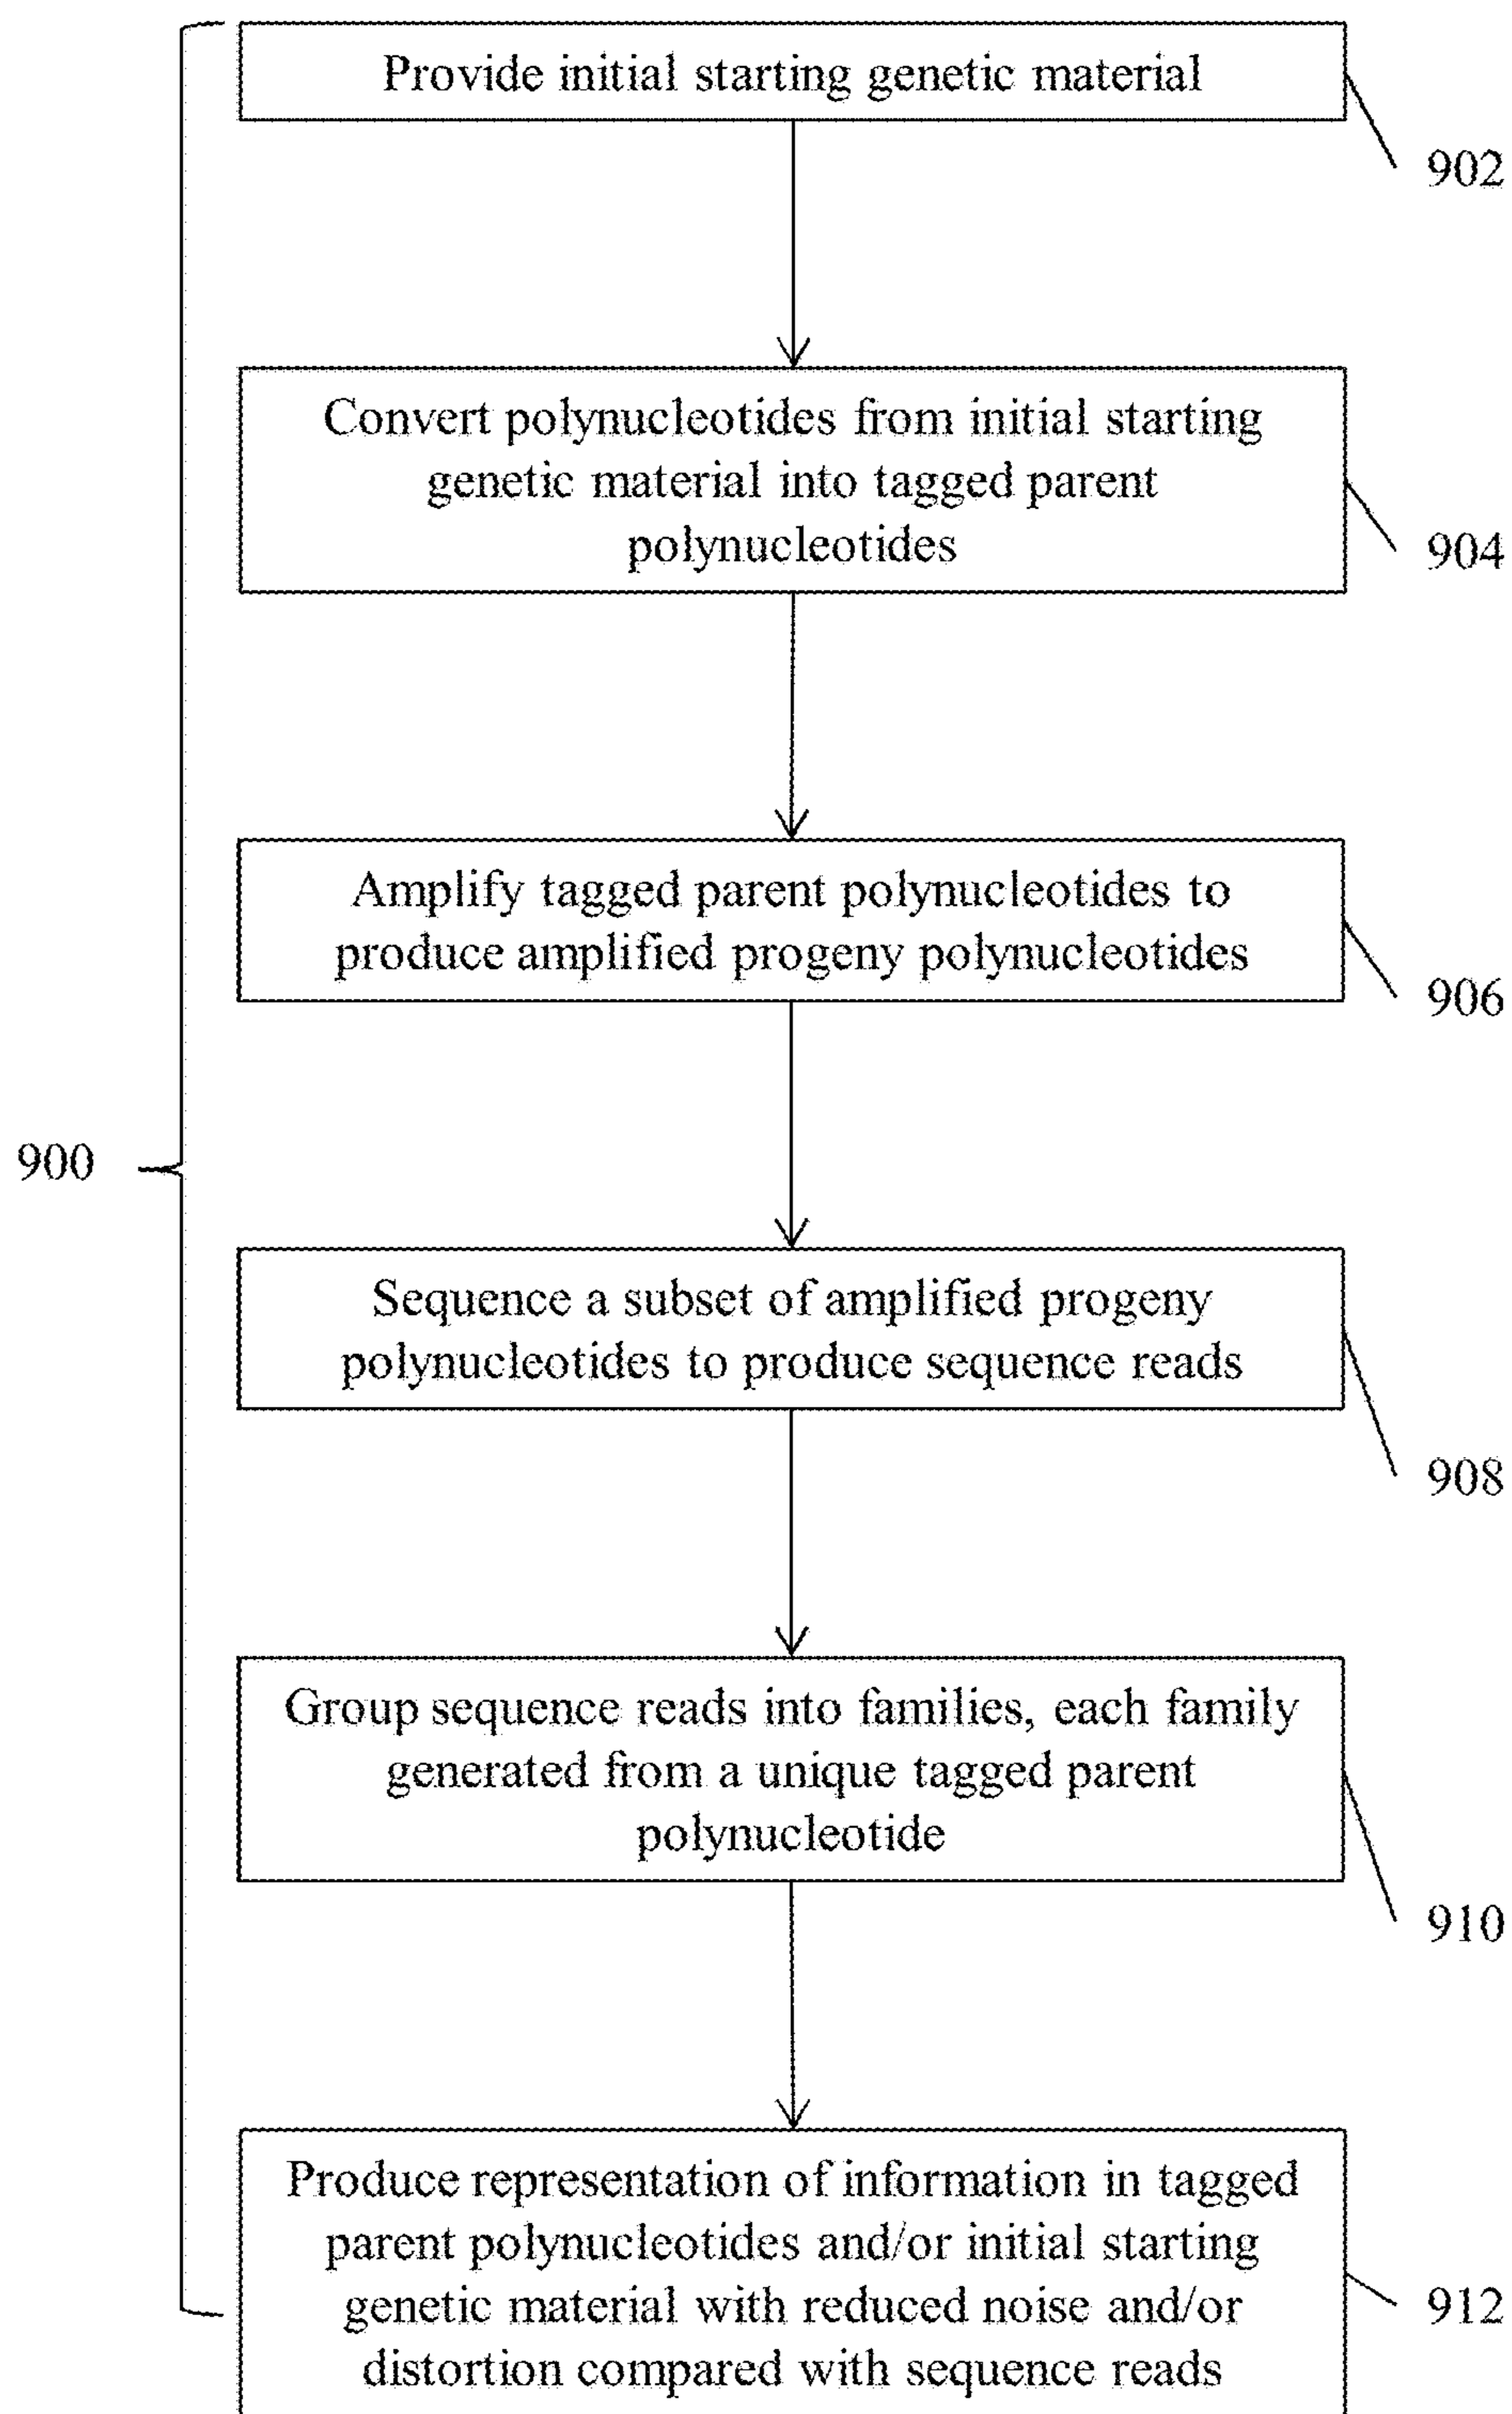 Provide initial starting genetic material
902
Convert polynucleotides from initial starting
genetic material into tagged parent
polynucleotides
904
Amplify tagged parent polynucleotides to
produce amplified progeny polynucleotides
906
900
Sequence a subset of amplified progeny
polynucleotides to produce sequence reads
908
Group sequence reads into families, each family
generated from a unique tagged parent
polynucleotide
910
Produce representation of information in tagged
parent polynucleotides and/or initial starting
genetic material with reduced noise and/or
distortion compared with sequence reads
912